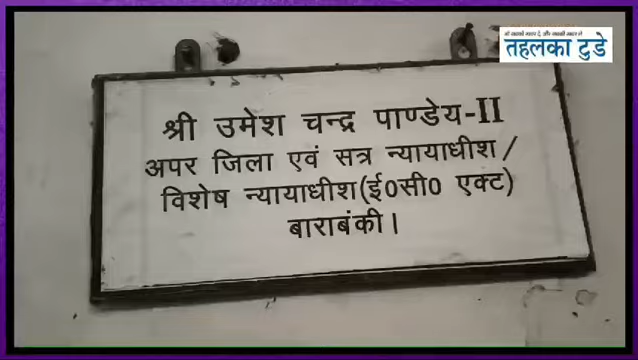 तहलका टुडे
श्री उमेश चन्द्र पाण्डेय-II
अपर जिला एवं सत्र न्यायाधीश/
विशेष न्यायाधीश(ई0सी0 एक्ट)
बाराबंकी।